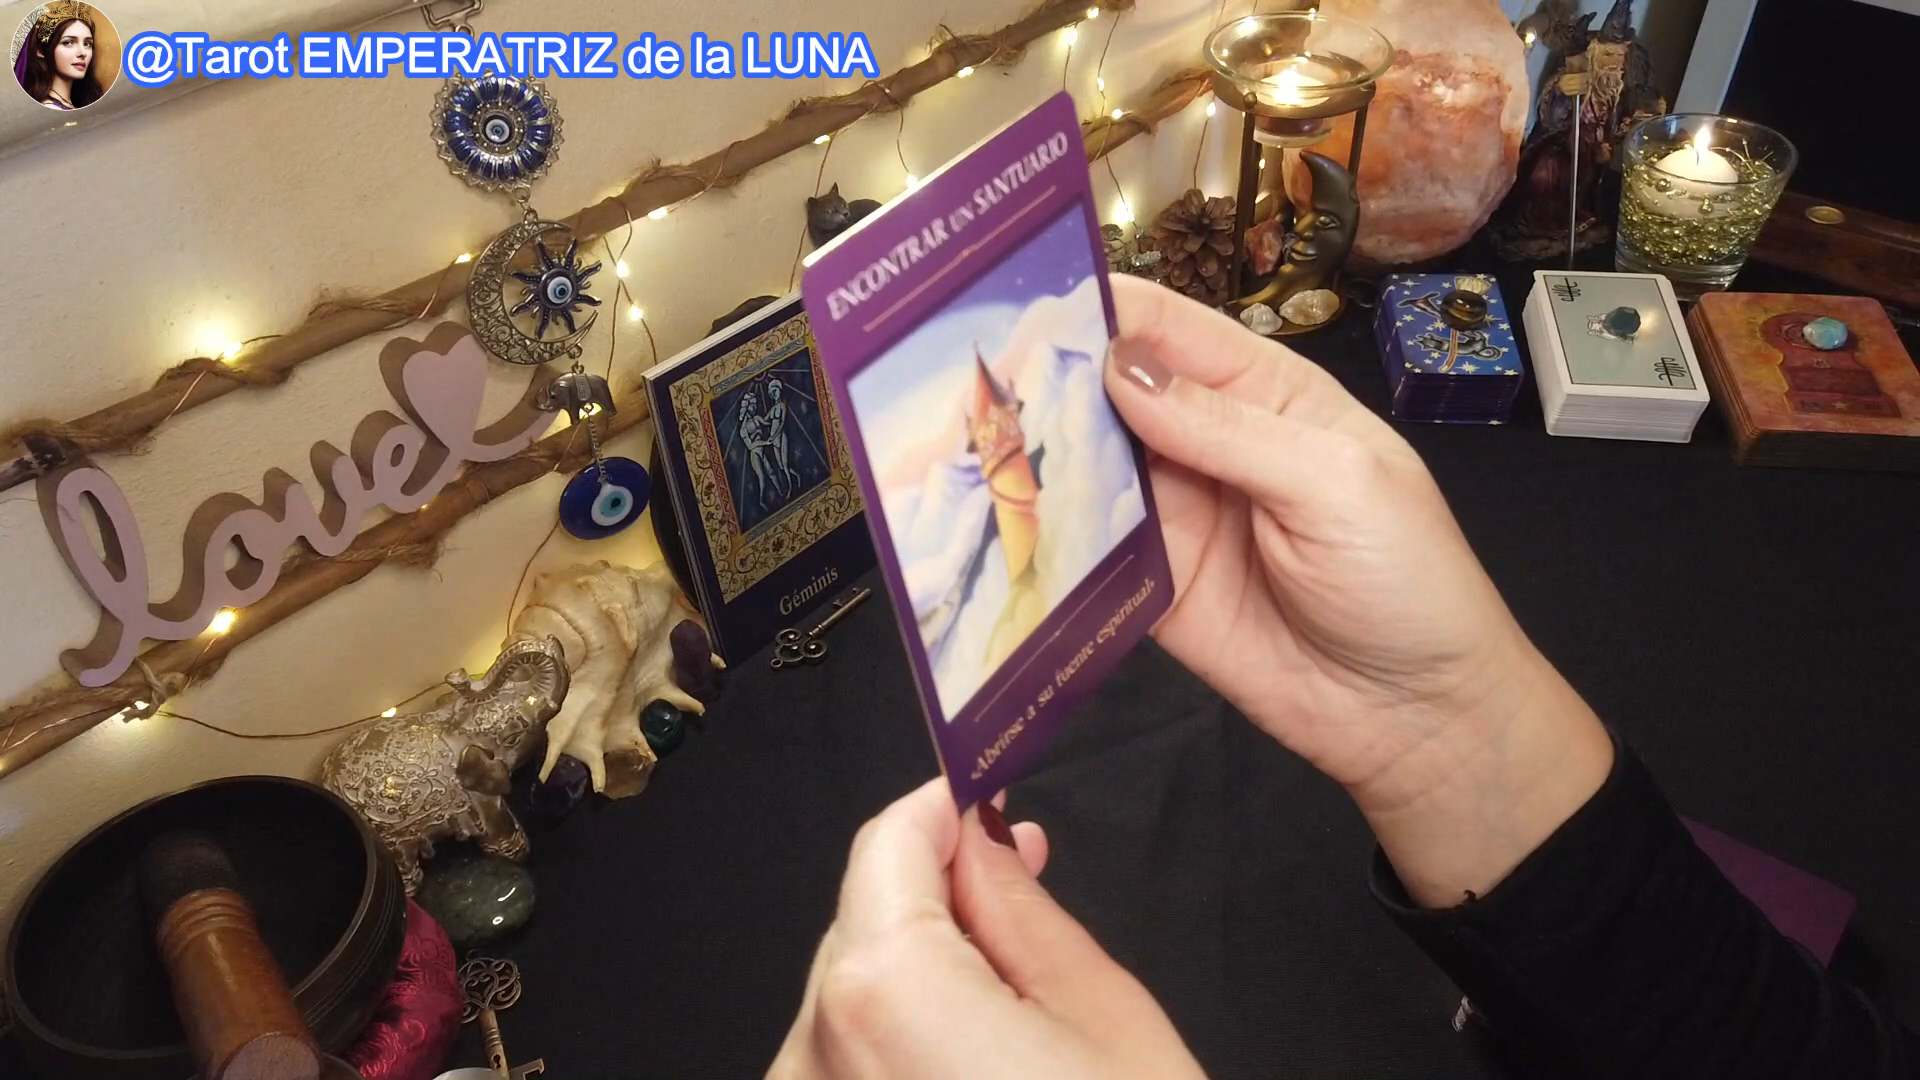 @Tarot EMPERATRIZ de la LUNA
ENCONTRAR UN SANTUARIO
Abrirse a su fuente espiritual.
Géminis
love